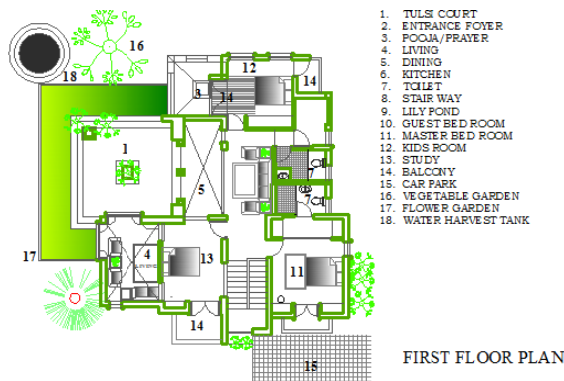 1. TULSI COURT
2. ENTRANCE FOYER
3. POOJA/PRAYER
4. LIVING
5. DINING
6. KITCHEN
7. TOILET
8. STAIR WAY
9. LILY POND
10. GUEST BED ROOM
11. MASTER BED ROOM
12. KIDS ROOM
13. STUDY
14. BALCONY
15. CAR PARK
16. VEGETABLE GARDEN
17. FLOWER GARDEN
18. WATER HARVEST TANK
16
12
18
14
3
14
1
7
5
7
17
4
13
11
14
15
FIRST FLOOR PLAN